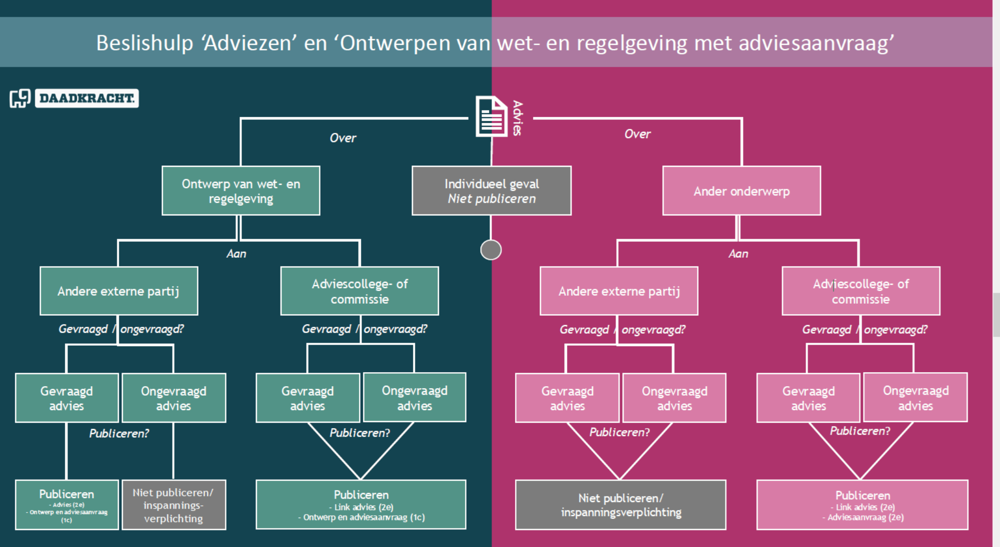 Beslishulp ‘Adviezen’ en ‘Ontwerpen van wet- en regelgeving met adviesaanvraag’
DAADKRACHT.
Advies
Over
Over
Ontwerp van wet- en
regelgeving
Individueel geval
Niet publiceren
Ander onderwerp
Aan
Aan
Andere externe partij
Adviescollege- of
commissie
Andere externe partij
Adviescollege- of
commissie
Gevraagd / ongevraagd?
Gevraagd / ongevraagd?
Gevraagd / ongevraagd?
Gevraagd / ongevraagd?
Gevraagd
advies
Ongevraagd
advies
Gevraagd
advies
Ongevraagd
advies
Gevraagd
advies
Ongevraagd
advies
Gevraagd
advies
Ongevraagd
advies
Publiceren?
Publiceren?
Publiceren?
Publiceren?
Publiceren
- Advies (2e)
- Ontwerp en adviesaanvraag
(1c)
Niet publiceren/
inspannings-
verplichting
Publiceren
- Link advies (2e)
- Ontwerp en adviesaanvraag (1c)
Niet publiceren/
inspanningsverplichting
Publiceren
- Link advies (2e)
- Adviesaanvraag (2e)